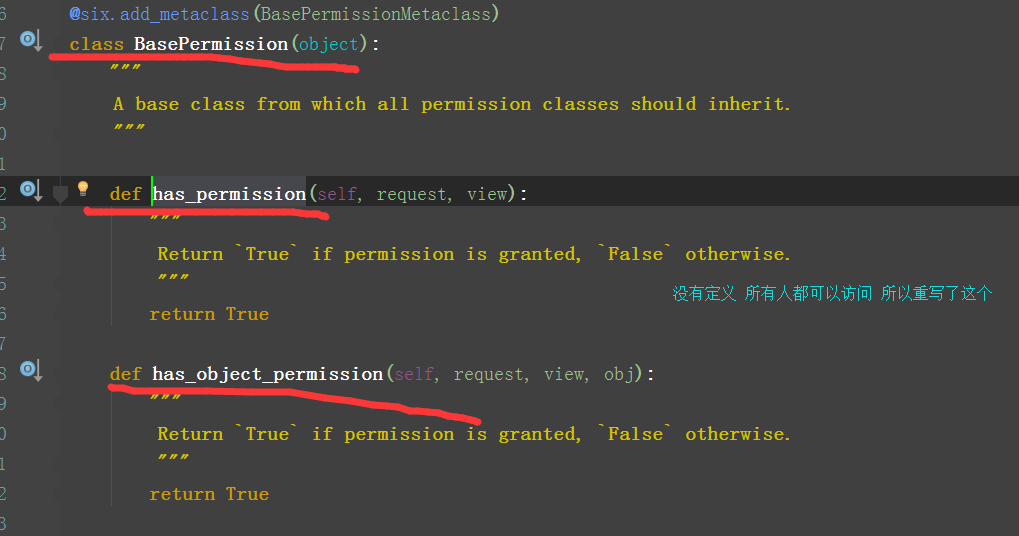 6 @six.add_metaclass(BasePermissionMetaclass)
7 class BasePermission(object):
8 """
9 A base class from which all permission classes should inherit.
0 """
1
2 def has_permission(self, request, view):
3 """
4 Return `True` if permission is granted, `False` otherwise.
5 """
没有定义 所有人都可以访问 所以重写了这个
6 return True
7
8 def has_object_permission(self, request, view, obj):
9 """
0 Return `True` if permission is granted, `False` otherwise.
1 """
2 return True
3